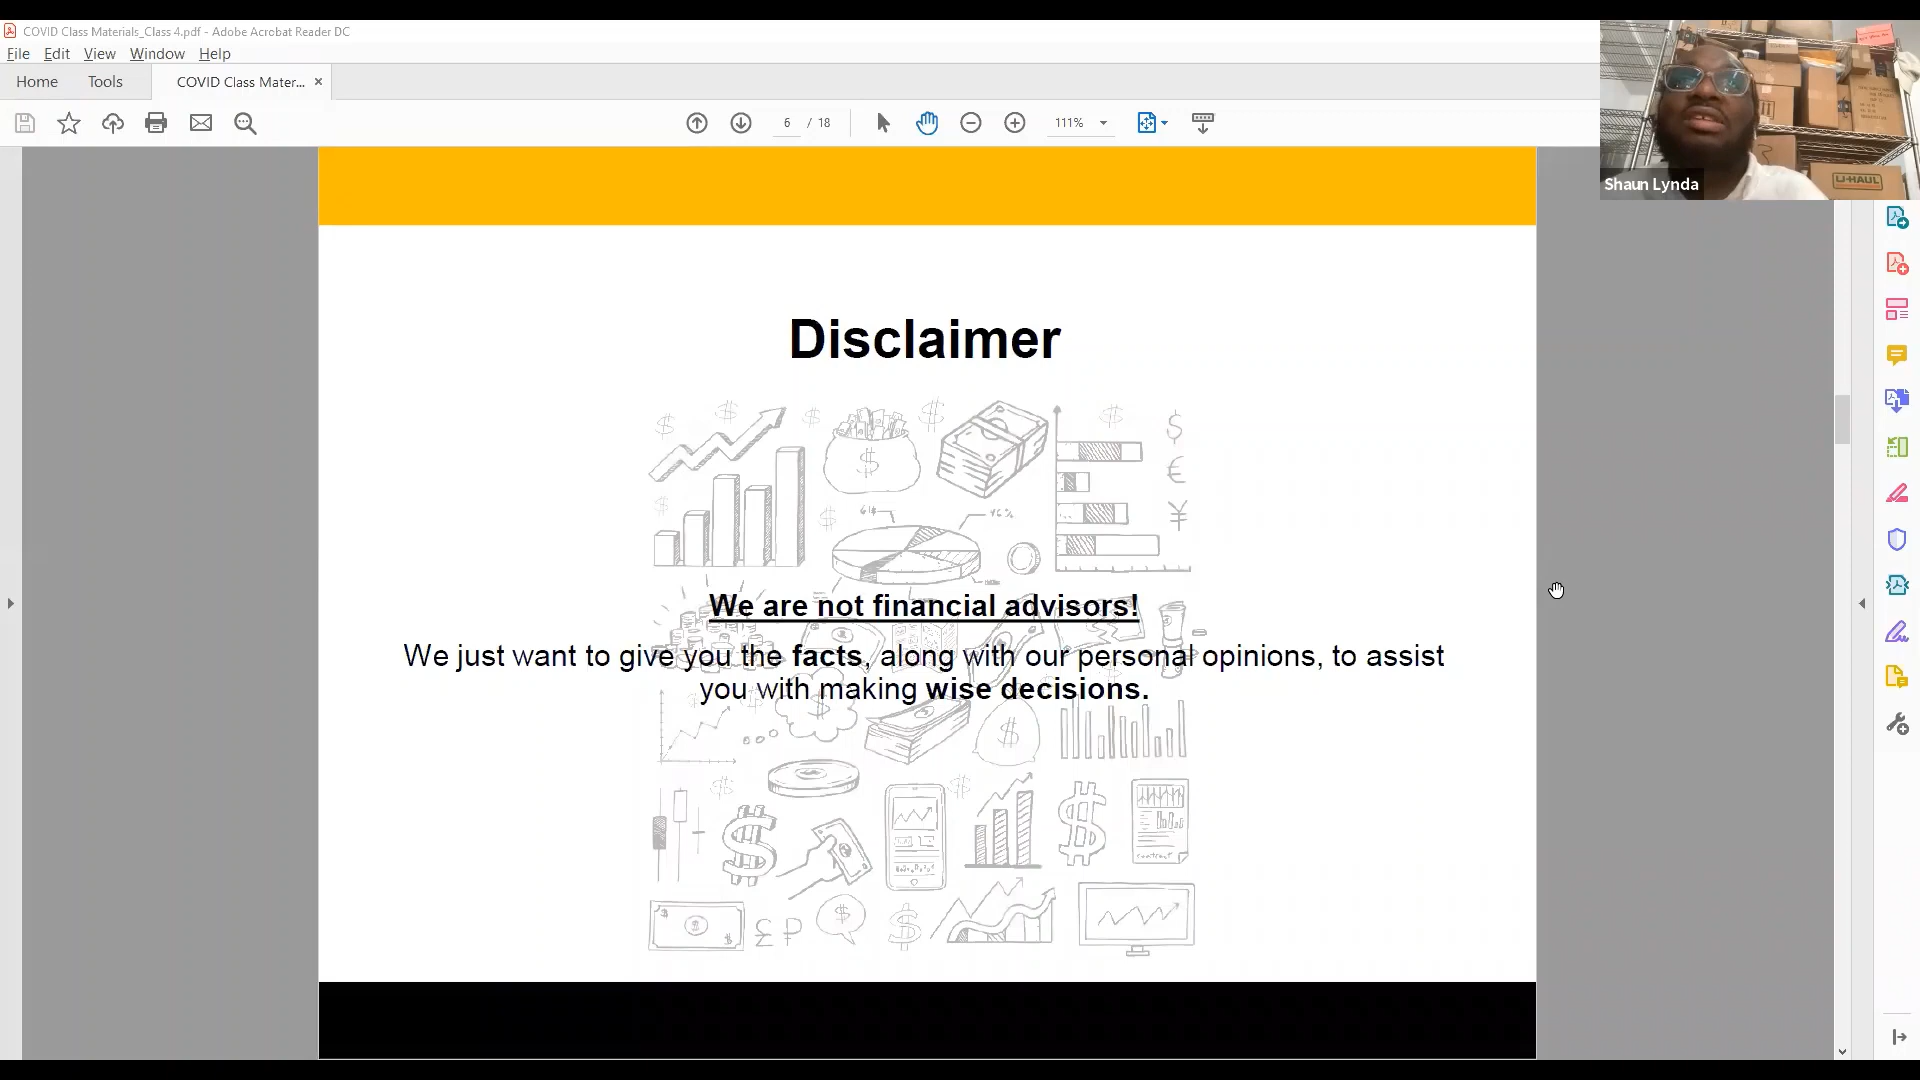 COVID Class Materials_Class 4.pdf - Adobe Acrobat Reader DC
File Edit View Window Help
Home Tools COVID Class Mater... ×
6 / 18 111%
Shaun Lynda
U-HAUL
Disclaimer
We are not financial advisors!
We just want to give you the facts, along with our personal opinions, to assist
you with making wise decisions.
contract